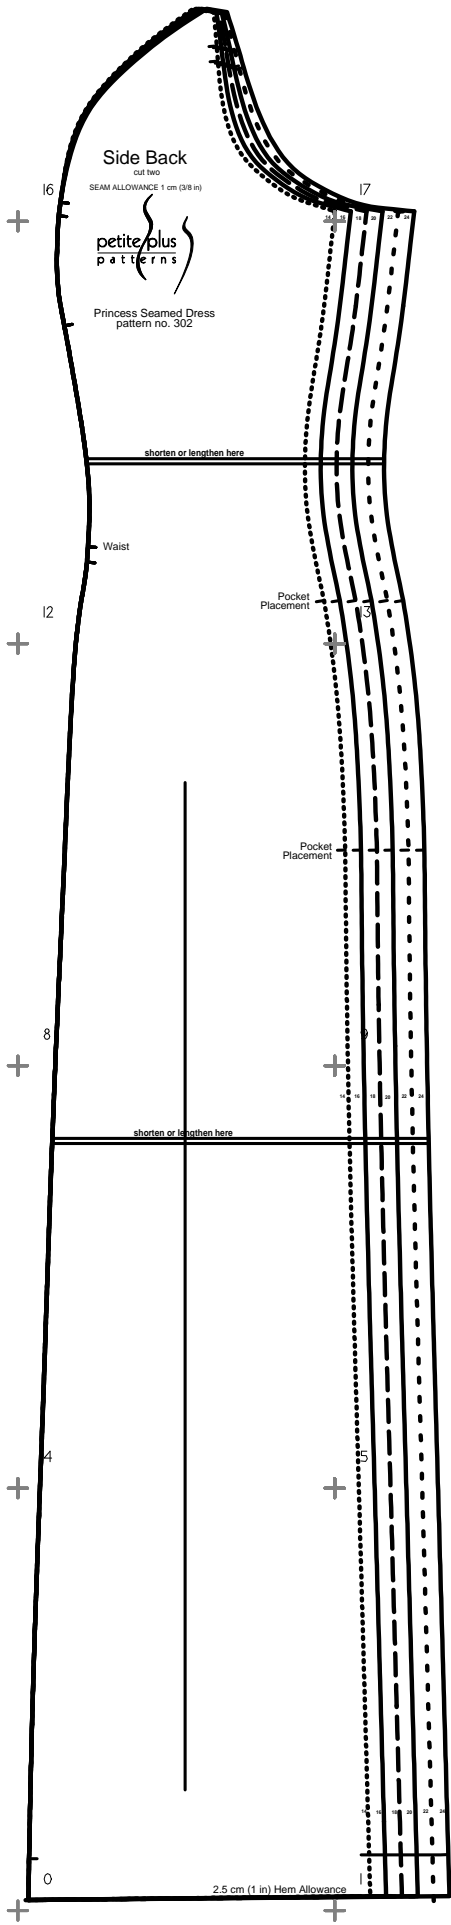 Side Back
cut two
SEAM ALLOWANCE 1 cm (3/8 in)
16
17
petite plus
patterns
14 16 18 20 22 24
Princess Seamed Dress
pattern no. 302
shorten or lengthen here
Waist
Pocket
Placement
12
13
Pocket
Placement
8
9
14 16 18 20 22 24
shorten or lengthen here
4
5
14 16 18 20 22 24
0
1
2.5 cm (1 in) Hem Allowance